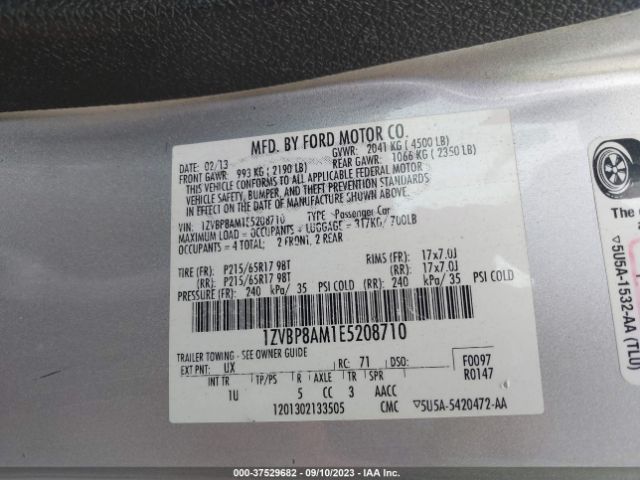 MFD. BY FORD MOTOR CO.
DATE: 02/13 GVWR: 2041 KG ( 4500 LB)
FRONT GAWR: 993 KG ( 2190 LB) REAR GAWR: 1066 KG ( 2350 LB)
THIS VEHICLE CONFORMS TO ALL APPLICABLE FEDERAL MOTOR
VEHICLE SAFETY, BUMPER, AND THEFT PREVENTION STANDARDS
IN EFFECT ON THE DATE OF MANUFACTURE SHOWN ABOVE.
VIN: 1ZVBP8AM1E5208710 TYPE: Passenger Car
MAXIMUM LOAD = OCCUPANTS + LUGGAGE = 317KG/ 700LB
OCCUPANTS = 4 TOTAL; 2 FRONT, 2 REAR
TIRE (FR): P215/65R17 98T RIMS (FR): 17x7.0J
(RR): P215/65R17 98T (RR): 17x7.0J
PRESSURE (FR): 240 kPa/ 35 PSI COLD (RR): 240 kPa/ 35 PSI COLD
1ZVBP8AM1E5208710
TRAILER TOWING - SEE OWNER GUIDE
EXT PNT: UX RC: 71 DSO: F0097
R0147
INT TR TP/PS R AXLE TR SPR
1U 5 CC 3 AACC
1201302133505 CMC ▽5U5A-5420472-AA
The
▽5U5A-1532-AA (TLU)
000-37529682 - 09/10/2023 - IAA Inc.